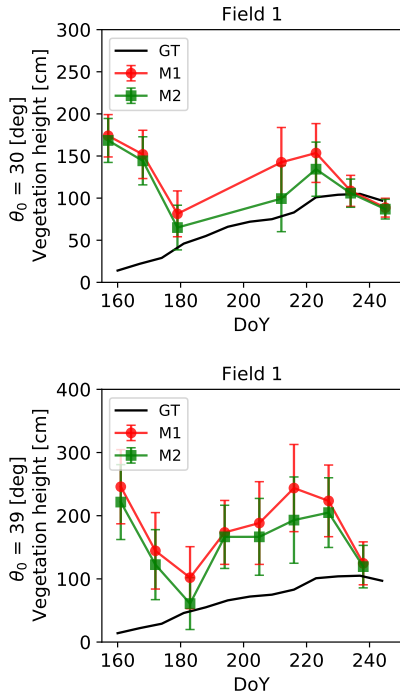 Field 1
θ₀ = 30 [deg]
Vegetation height [cm]
300
250
200
150
100
50
0
GT
M1
M2
160 180 200 220 240
DoY
Field 1
θ₀ = 39 [deg]
Vegetation height [cm]
400
300
200
100
0
GT
M1
M2
160 180 200 220 240
DoY